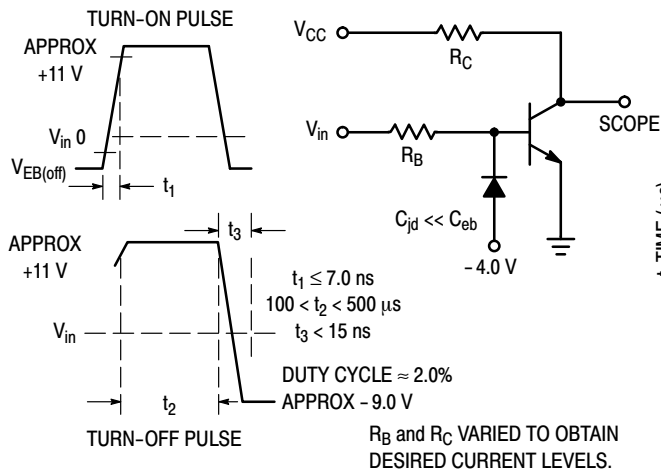 TURN-ON PULSE
APPROX
+11 V
V_in 0
V_EB(off)
t_1
V_CC
R_C
V_in
R_B
SCOPE
C_jd << C_eb
-4.0 V
t_3
APPROX
+11 V
t_1 ≤ 7.0 ns
100 < t_2 < 500 μs
t_3 < 15 ns
V_in
DUTY CYCLE ≈ 2.0%
t_2
APPROX -9.0 V
TURN-OFF PULSE
R_B and R_C VARIED TO OBTAIN
DESIRED CURRENT LEVELS.
TIME